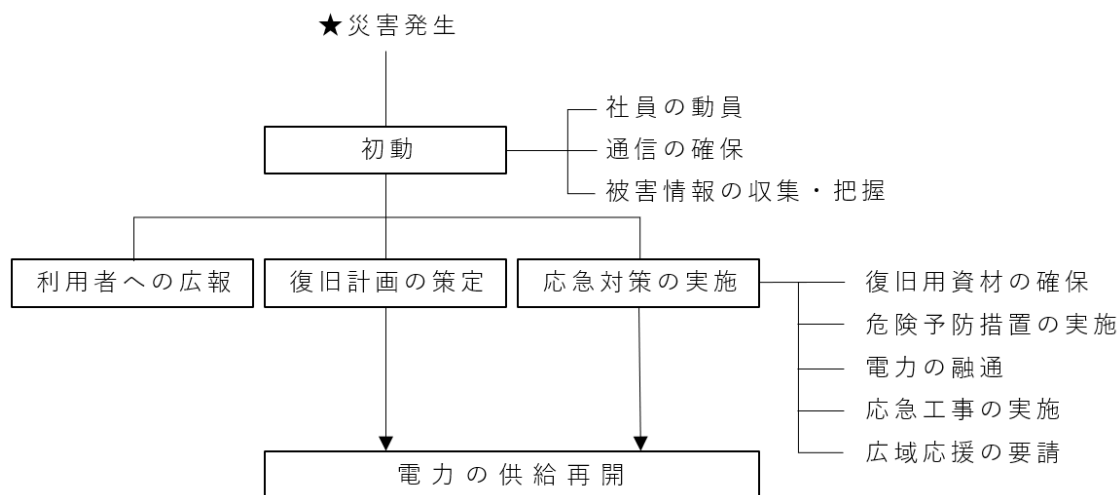 ★災害発生
初動
社員の動員
通信の確保
被害情報の収集・把握
利用者への広報
復旧計画の策定
応急対策の実施
復旧用資材の確保
危険予防措置の実施
電力の融通
応急工事の実施
広域応援の要請
電力の供給再開